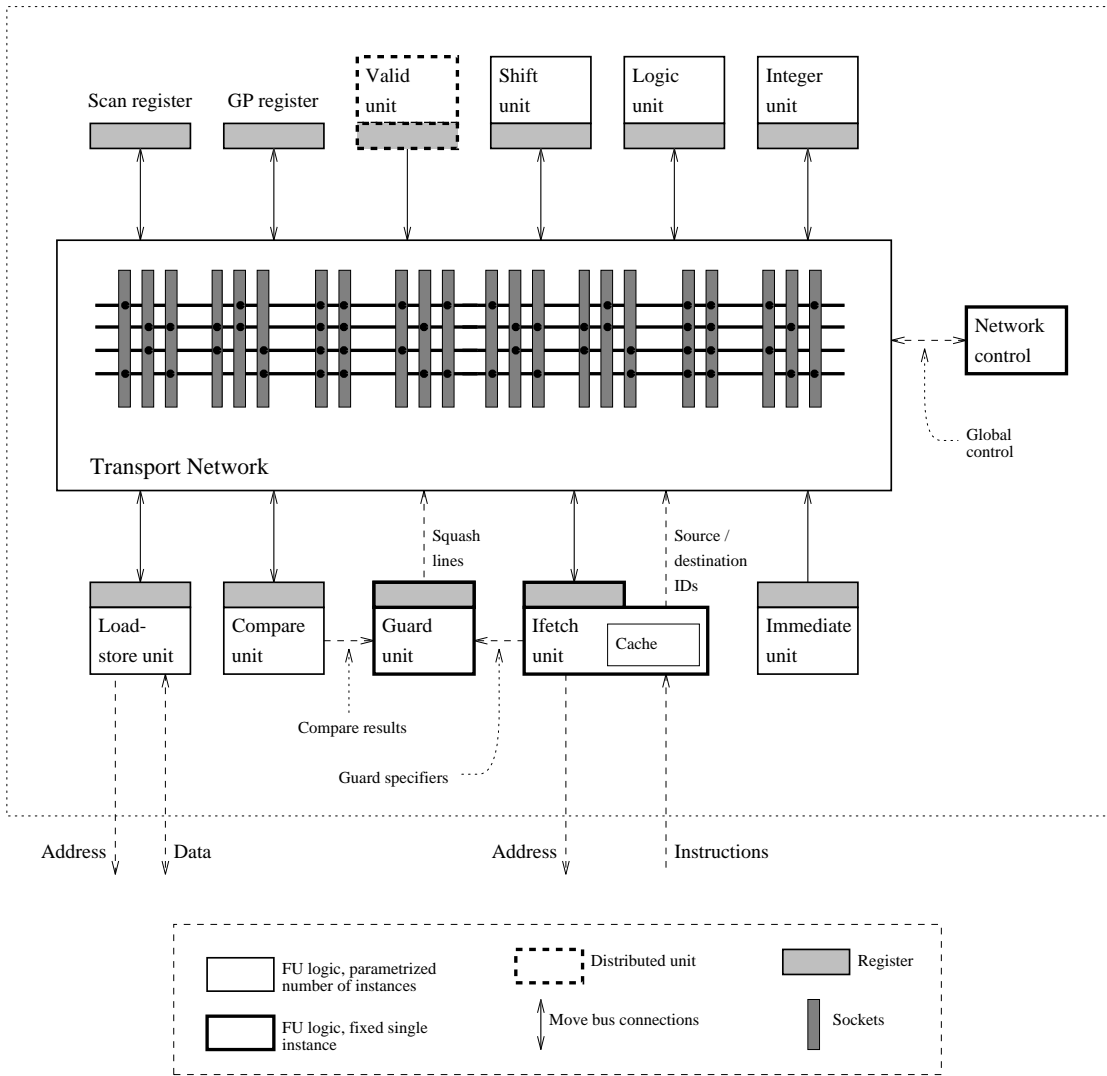 Scan register
GP register
Valid
unit
Shift
unit
Logic
unit
Integer
unit
Network
control
Global
control
Transport Network
Squash
lines
Source /
destination
IDs
Load-
store unit
Compare
unit
Guard
unit
Ifetch
unit
Cache
Immediate
unit
Compare results
Guard specifiers
Address
Data
Address
Instructions
FU logic, parametrized
number of instances
Distributed unit
Register
FU logic, fixed single
instance
Move bus connections
Sockets